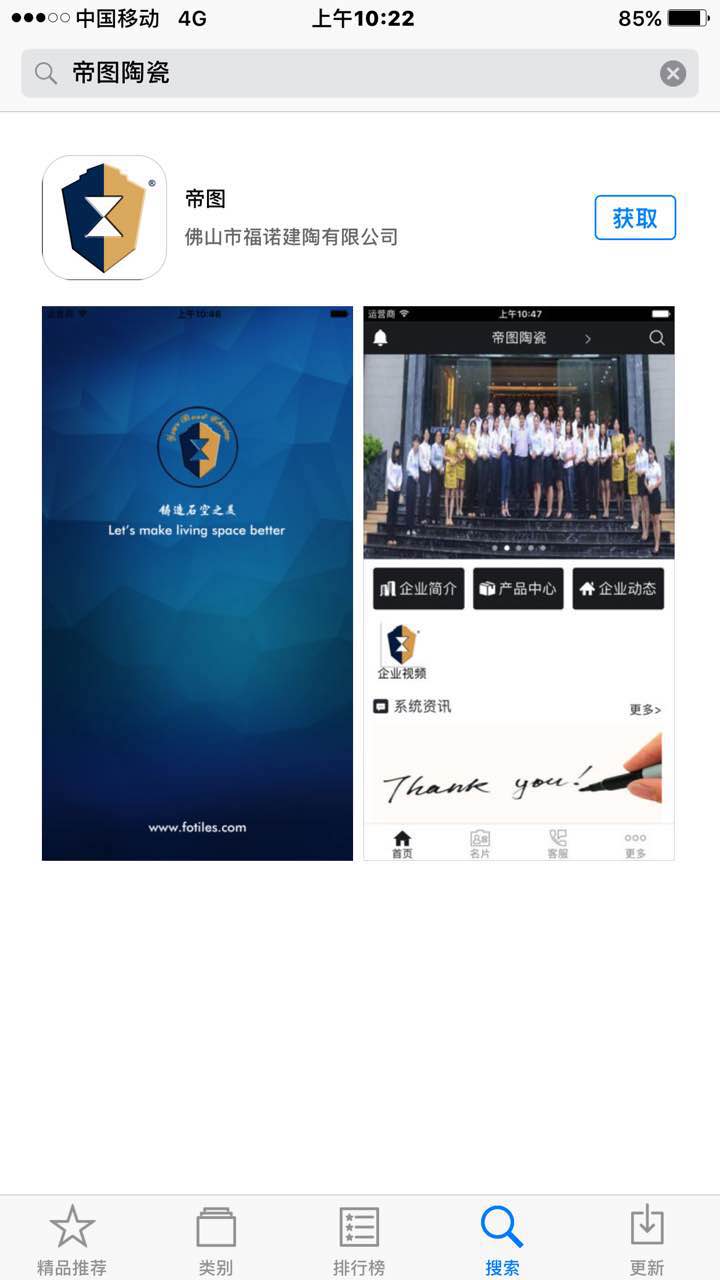 中国移动 4G 上午10:22 85%
帝图陶瓷
®
帝图
佛山市福诺建陶有限公司
获取
上午10:46
铸造石空之美
Let's make living space better
www.fotiles.com
运营商 上午10:47
帝图陶瓷 >
企业简介 产品中心 企业动态
企业视频
系统资讯 更多>
Thank you!
首页 名片 客服 更多
精品推荐 类别 排行榜 搜索 更新